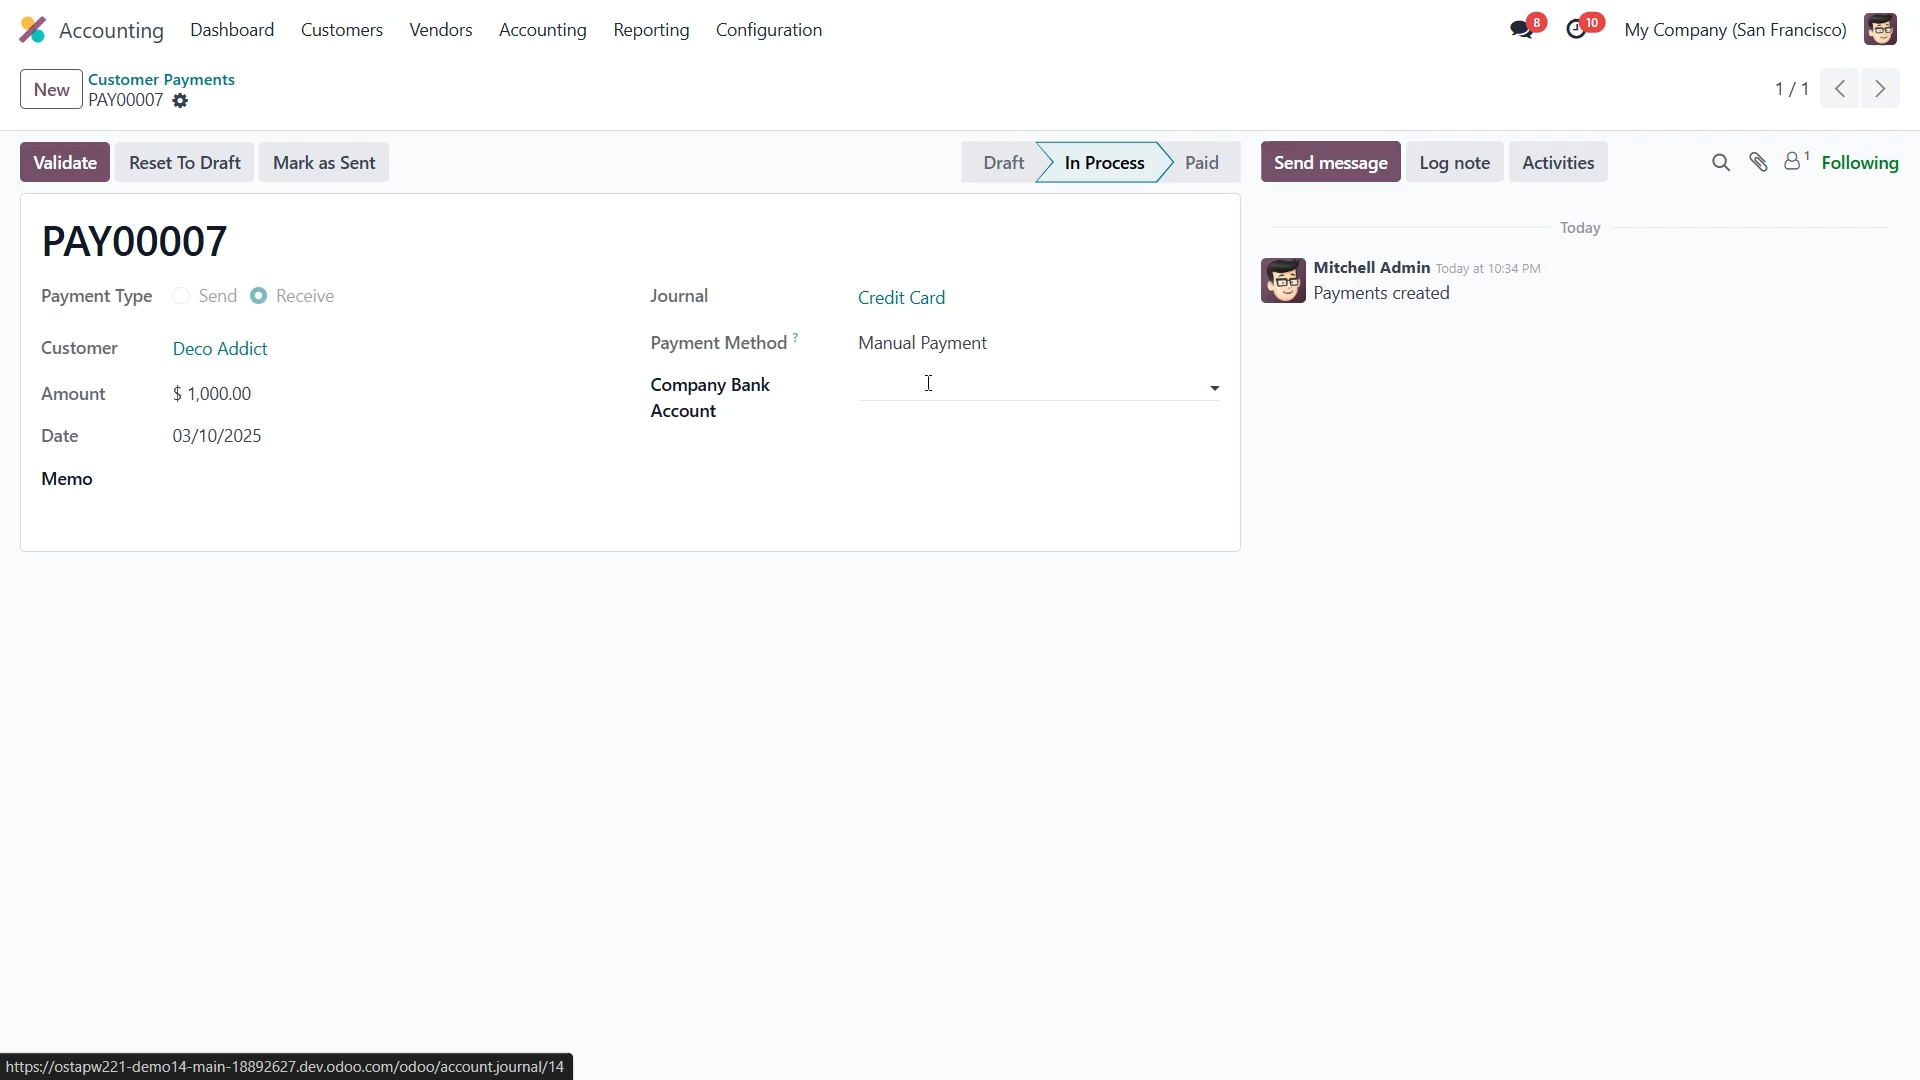 Accounting Dashboard Customers Vendors Accounting Reporting Configuration 8 10 My Company (San Francisco)
New Customer Payments
PAY00007
1 / 1
Validate Reset To Draft Mark as Sent Draft In Process Paid Send message Log note Activities 1 Following
PAY00007
Payment Type Send Receive
Customer Deco Addict
Amount $ 1,000.00
Date 03/10/2025
Memo
Journal Credit Card
Payment Method ? Manual Payment
Company Bank
Account
Today
Mitchell Admin Today at 10:34 PM
Payments created
https://ostapw221-demo14-main-18892627.dev.odoo.com/odoo/account.journal/14